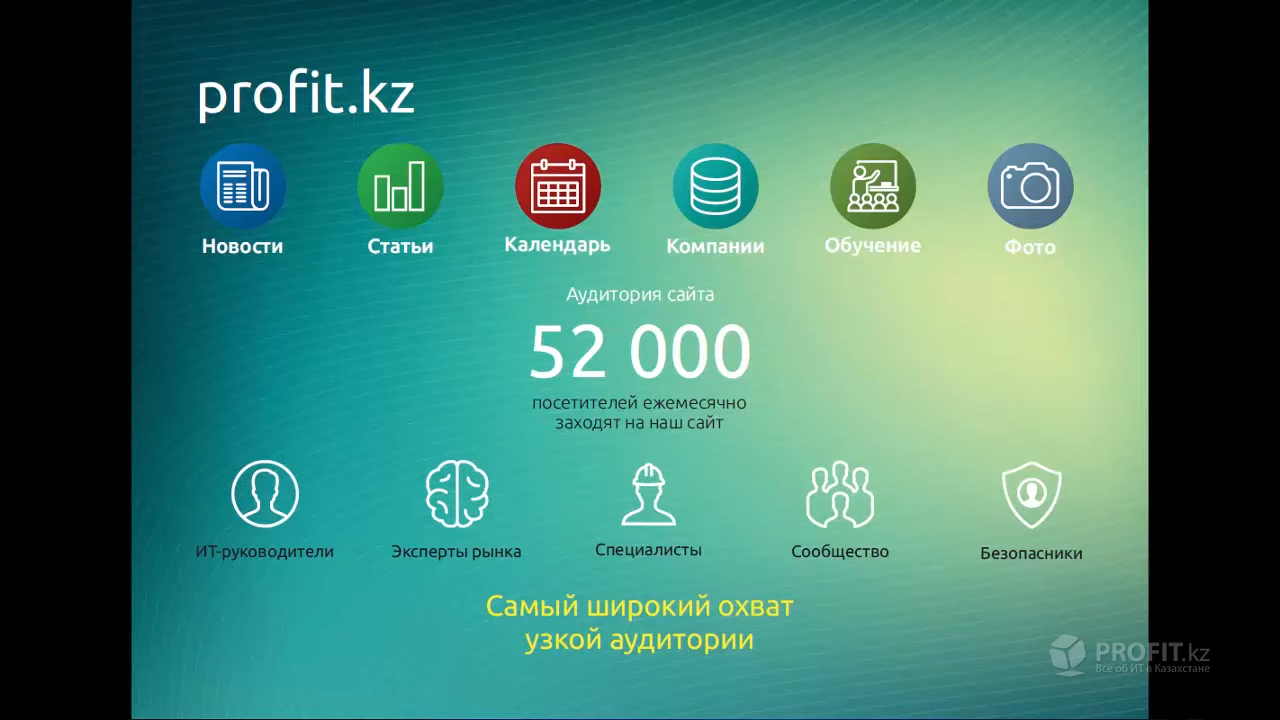 profit.kz
Новости
Статьи
Календарь
Компании
Обучение
Фото
Аудитория сайта
52 000
посетителей ежемесячно
заходят на наш сайт
ИТ-руководители
Эксперты рынка
Специалисты
Сообщество
Безопасники
Самый широкий охват
узкой аудитории
PROFIT.kz
Все об ИТ в Казахстане